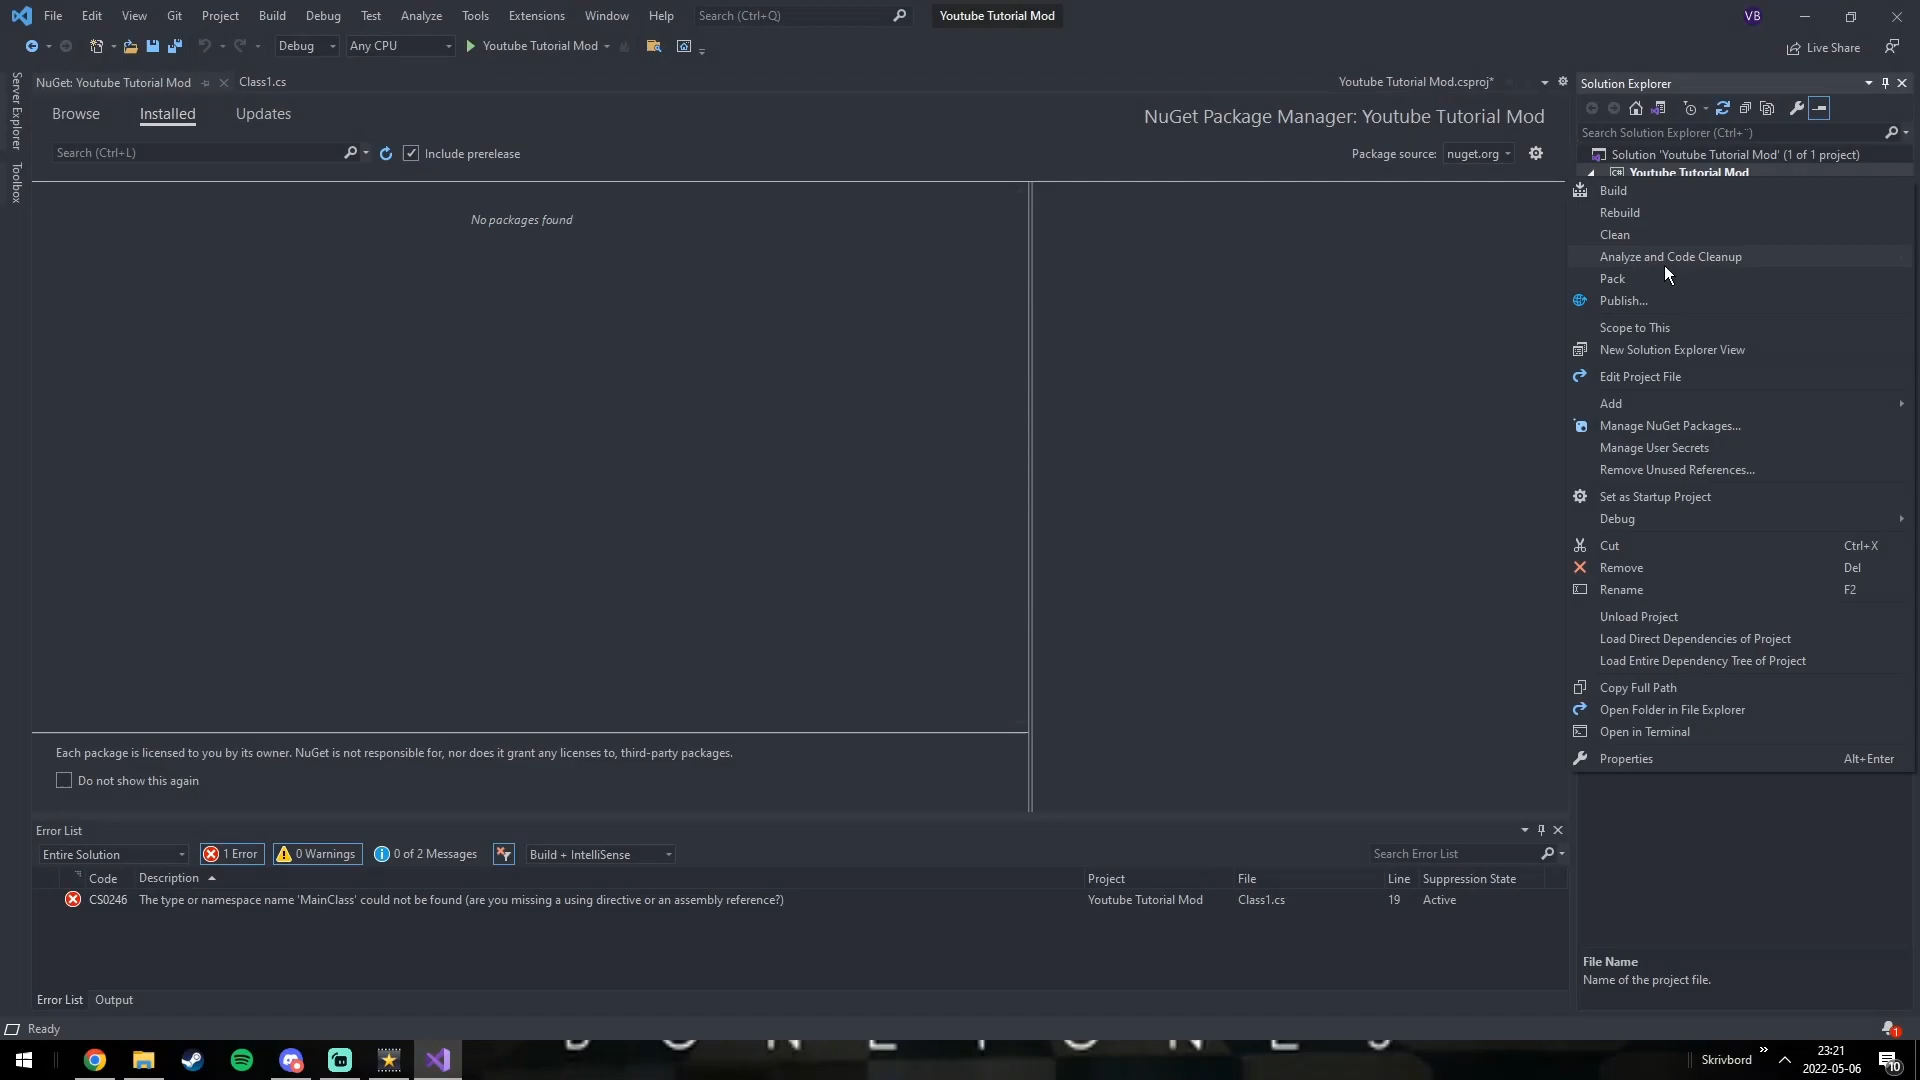 File Edit View Git Project Build Debug Test Analyze Tools Extensions Window Help Search (Ctrl+Q) Youtube Tutorial Mod VB
Debug Any CPU Youtube Tutorial Mod Live Share
Server Explorer
Toolbox
NuGet: Youtube Tutorial Mod Class1.cs Youtube Tutorial Mod.csproj*
Browse Installed Updates
NuGet Package Manager: Youtube Tutorial Mod
Search (Ctrl+L) Include prerelease Package source: nuget.org
No packages found
Each package is licensed to you by its owner. NuGet is not responsible for, nor does it grant any licenses to, third-party packages.
Do not show this again
Solution Explorer
Search Solution Explorer (Ctrl+¨)
Solution 'Youtube Tutorial Mod' (1 of 1 project)
C# Youtube Tutorial Mod
Build
Rebuild
Clean
Analyze and Code Cleanup
Pack
Publish...
Scope to This
New Solution Explorer View
Edit Project File
Add
Manage NuGet Packages...
Manage User Secrets
Remove Unused References...
Set as Startup Project
Debug
Cut Ctrl+X
Remove Del
Rename F2
Unload Project
Load Direct Dependencies of Project
Load Entire Dependency Tree of Project
Copy Full Path
Open Folder in File Explorer
Open in Terminal
Properties Alt+Enter
File Name
Name of the project file.
Error List
Entire Solution 1 Error 0 Warnings 0 of 2 Messages Build + IntelliSense Search Error List
Code Description Project File Line Suppression State
CS0246 The type or namespace name 'MainClass' could not be found (are you missing a using directive or an assembly reference?) Youtube Tutorial Mod Class1.cs 19 Active
Error List Output
Ready 1
Skrivbord 23:21
2022-05-06 10